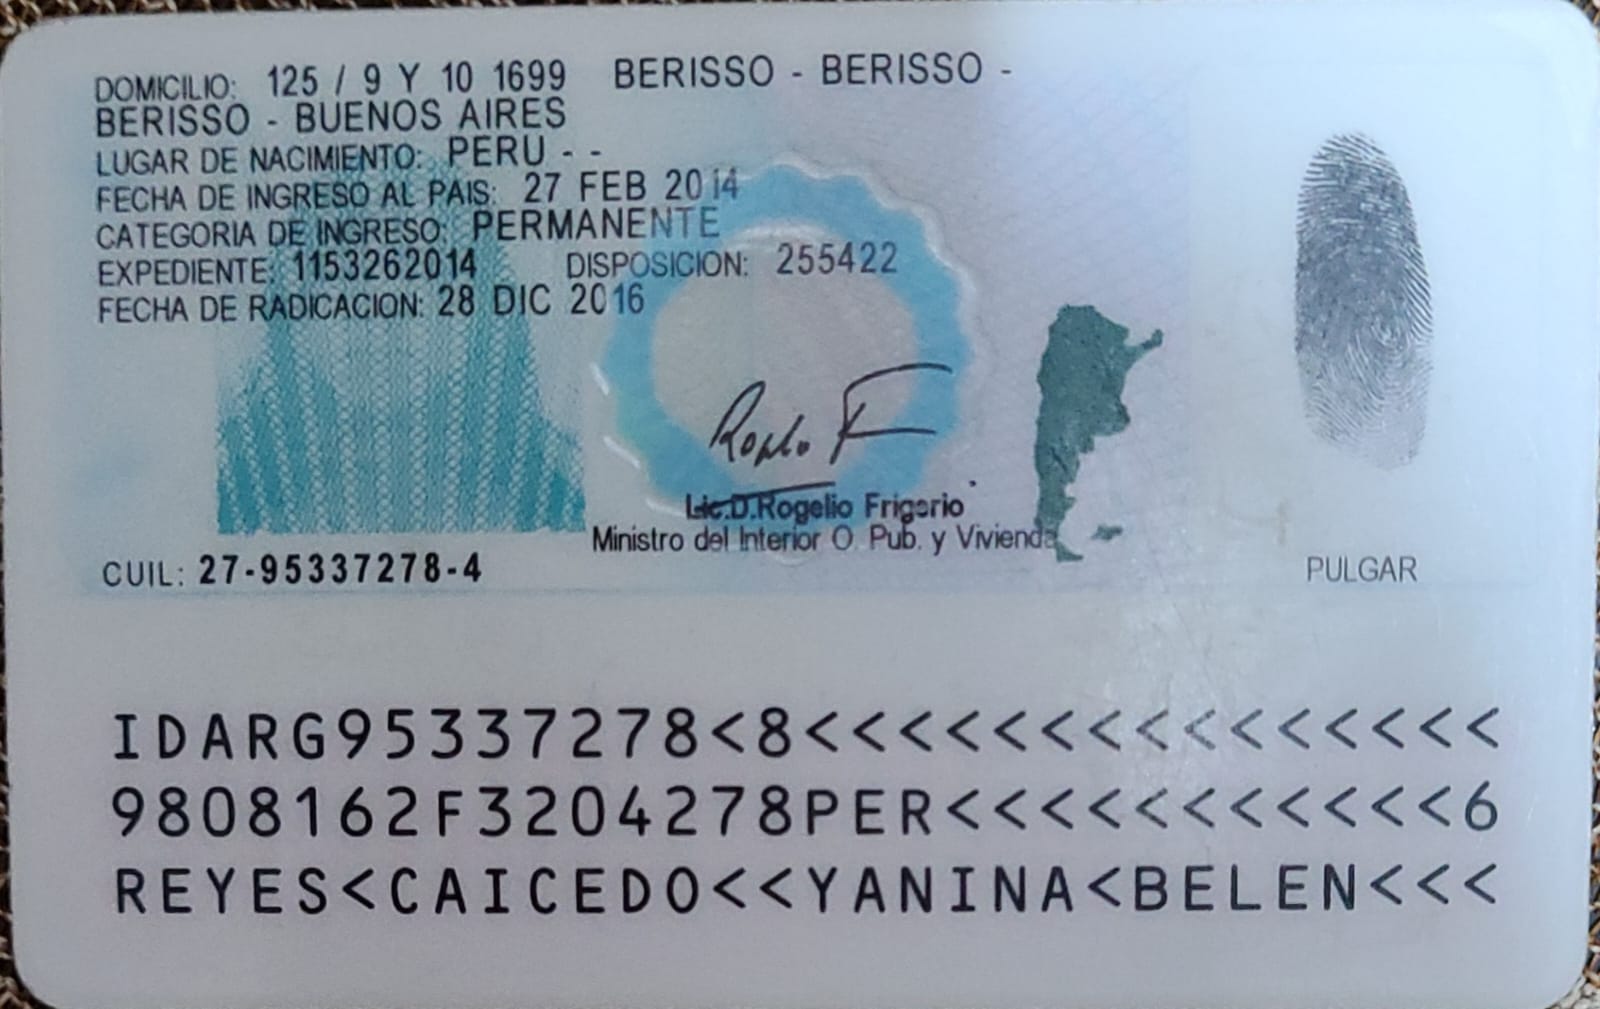 DOMICILIO: 125 / 9 Y 10 1699 BERISSO - BERISSO -
BERISSO - BUENOS AIRES
LUGAR DE NACIMIENTO: PERU - -
FECHA DE INGRESO AL PAIS: 27 FEB 2014
CATEGORIA DE INGRESO: PERMANENTE
EXPEDIENTE: 1153262014 DISPOSICION: 255422
FECHA DE RADICACION: 28 DIC 2016
Lic.D.Rogelio Frigerio
Ministro del Interior O. Pub. y Vivienda
CUIL: 27-95337278-4
PULGAR
IDARG95337278<8<<<<<<<<<<<<<<<
9808162F3204278PER<<<<<<<<<<<6
REYES<CAICEDO<<YANINA<BELEN<<<